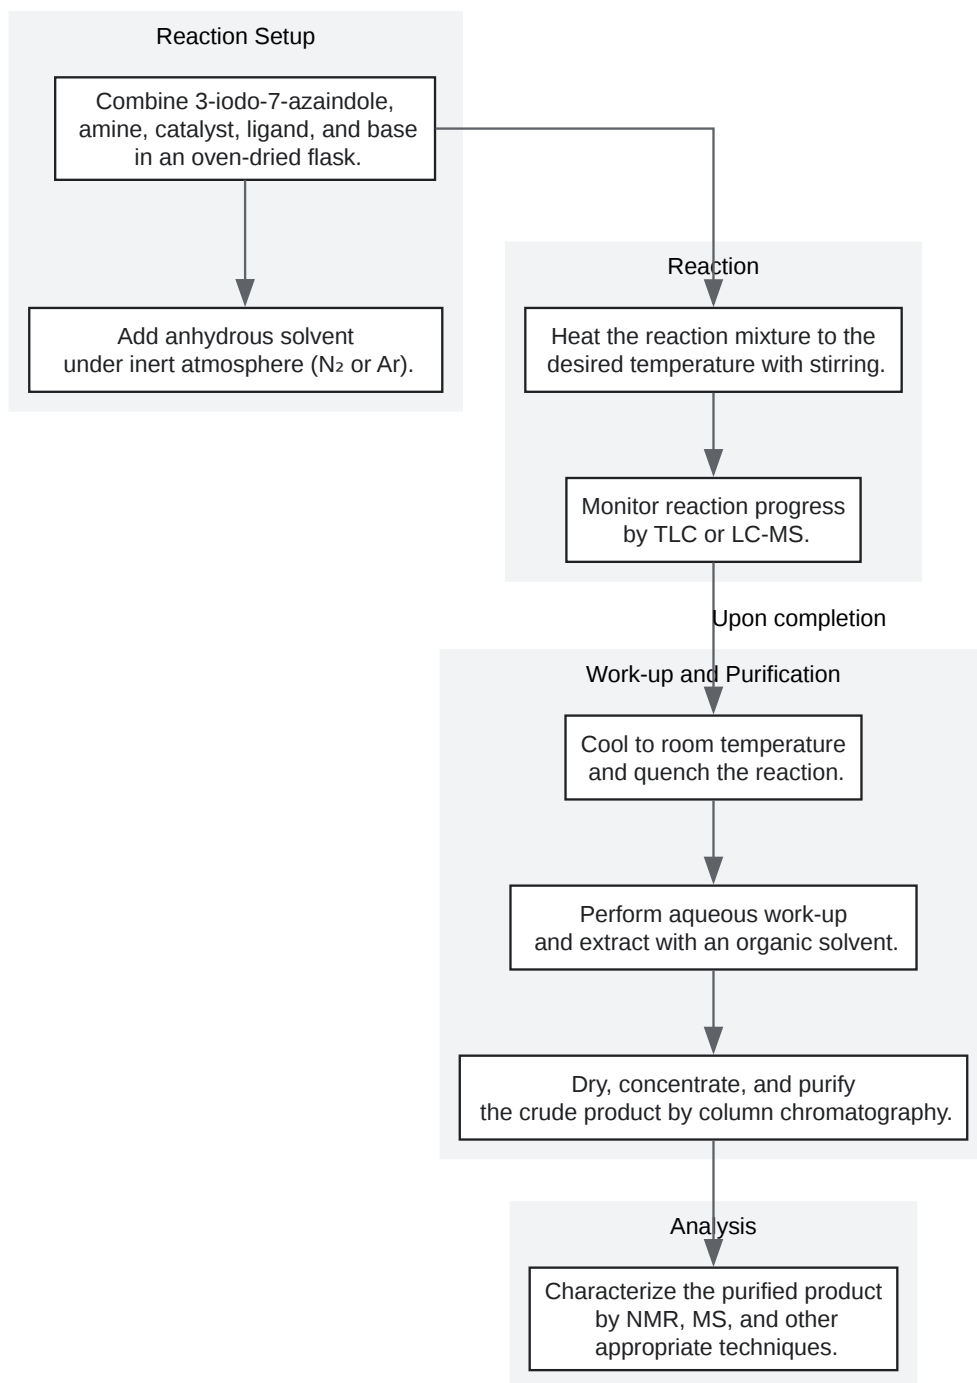 Reaction Setup
Combine 3-iodo-7-azaindole,
amine, catalyst, ligand, and base
in an oven-dried flask.
Add anhydrous solvent
under inert atmosphere (N₂ or Ar).
Reaction
Heat the reaction mixture to the
desired temperature with stirring.
Monitor reaction progress
by TLC or LC-MS.
Upon completion
Work-up and Purification
Cool to room temperature
and quench the reaction.
Perform aqueous work-up
and extract with an organic solvent.
Dry, concentrate, and purify
the crude product by column chromatography.
Analysis
Characterize the purified product
by NMR, MS, and other
appropriate techniques.